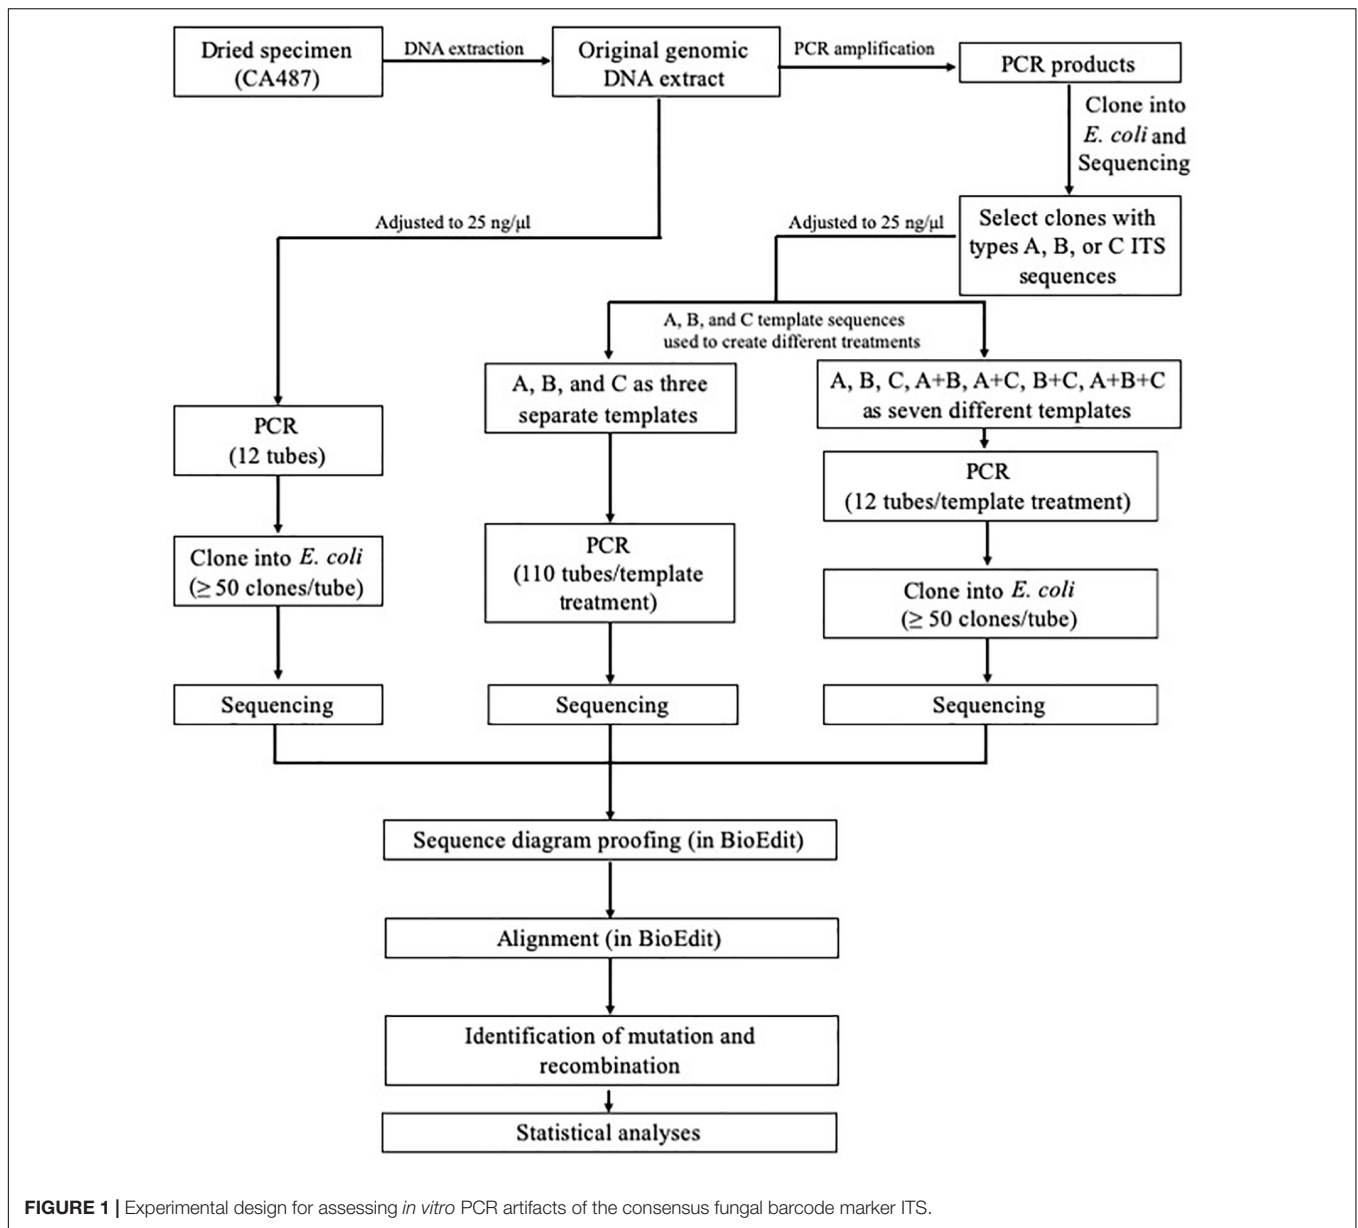 Dried specimen
(CA487)
DNA extraction
Original genomic
DNA extract
PCR amplification
PCR products
Clone into
E. coli and
Sequencing
Adjusted to 25 ng/μl
Adjusted to 25 ng/μl
Select clones with
types A, B, or C ITS
sequences
A, B, and C template sequences
used to create different treatments
A, B, and C as three
separate templates
A, B, C, A+B, A+C, B+C, A+B+C
as seven different templates
PCR
(12 tubes)
PCR
(12 tubes/template treatment)
PCR
(110 tubes/template
treatment)
Clone into E. coli
(≥ 50 clones/tube)
Clone into E. coli
(≥ 50 clones/tube)
Sequencing
Sequencing
Sequencing
Sequence diagram proofing (in BioEdit)
Alignment (in BioEdit)
Identification of mutation and
recombination
Statistical analyses
FIGURE 1 | Experimental design for assessing in vitro PCR artifacts of the consensus fungal barcode marker ITS.